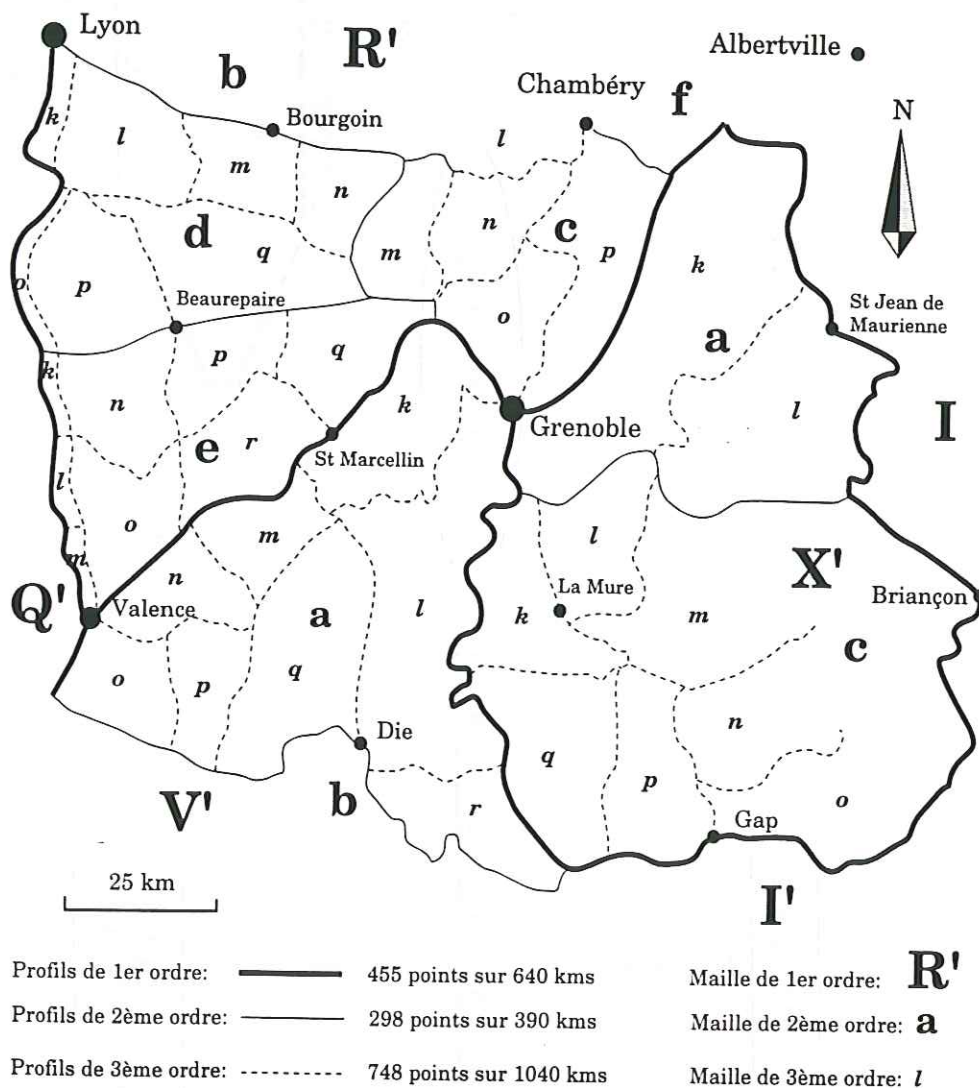 Lyon
R'
b
Albertville
Chambéry
f
k
Bourgoin
l
N
l
m
n
n
d
c
m
q
p
k
o
p
Beaurepaire
o
St Jean de
Maurienne
a
k
p
q
k
n
l
I
Grenoble
e
r
St Marcellin
l
o
m
l
m
n
X'
Q'
Valence
La Mure
Briançon
a
l
k
m
c
o
p
q
n
Die
q
V'
b
r
p
o
Gap
25 km
I'
Profils de 1er ordre: 455 points sur 640 kms Maille de 1er ordre: R'
Profils de 2ème ordre: 298 points sur 390 kms Maille de 2ème ordre: a
Profils de 3ème ordre: 748 points sur 1040 kms Maille de 3ème ordre: l